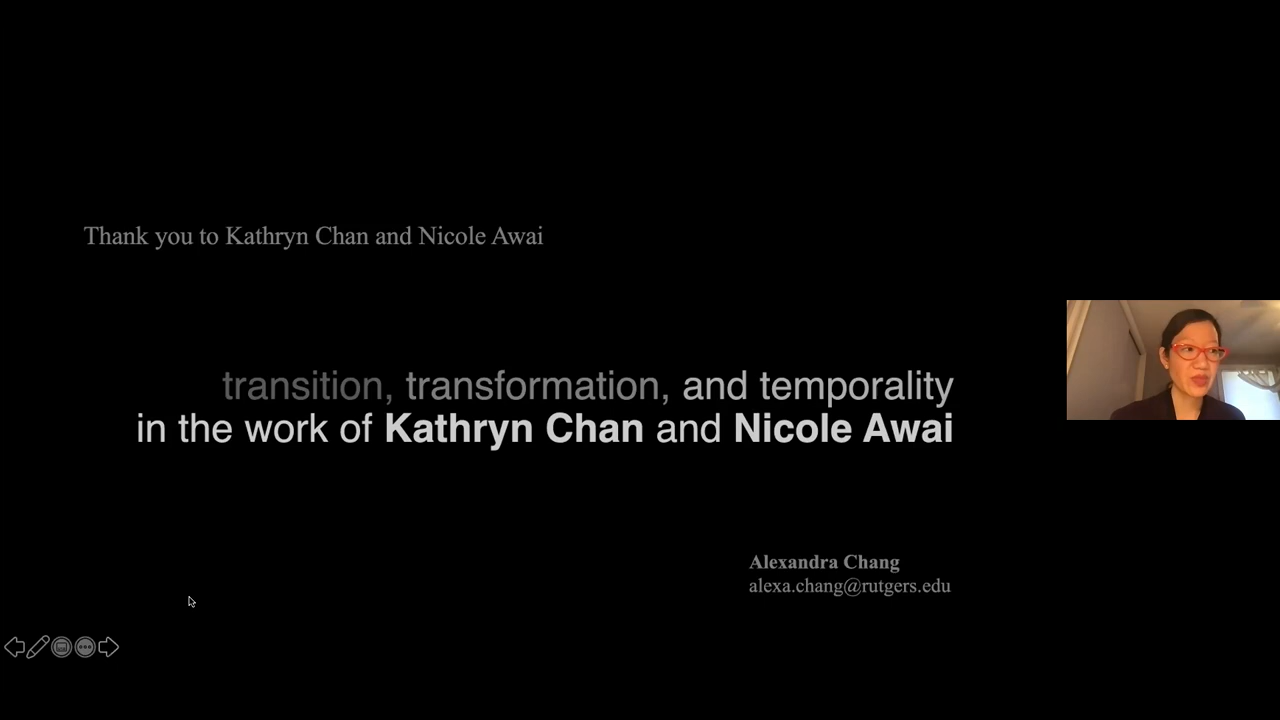 Thank you to Kathryn Chan and Nicole Awai
transition, transformation, and temporality
in the work of Kathryn Chan and Nicole Awai
Alexandra Chang
alexa.chang@rutgers.edu